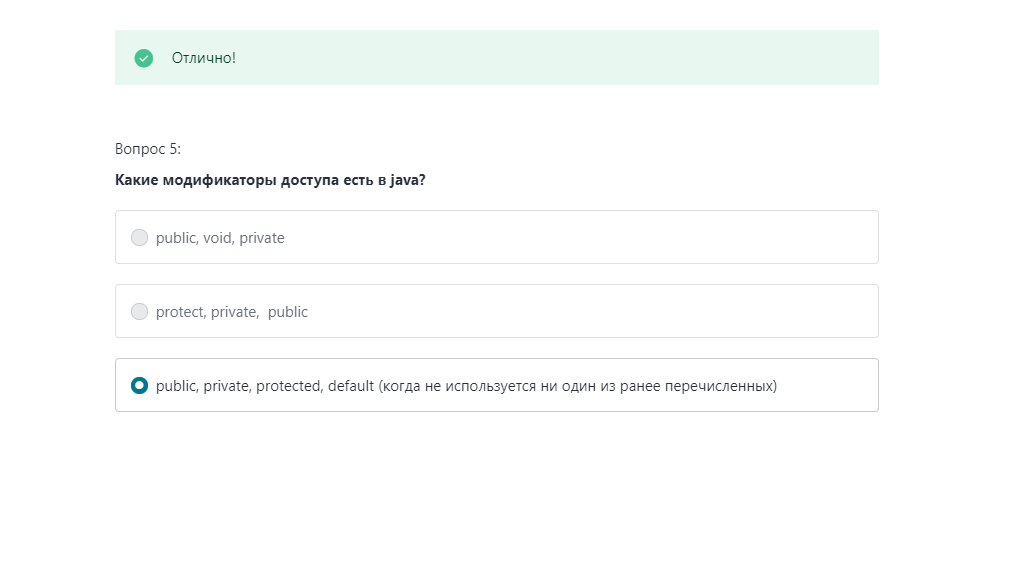 Отлично!
Вопрос 5:
Какие модификаторы доступа есть в java?
public, void, private
protect, private,  public
public, private, protected, default (когда не используется ни один из ранее перечисленных)